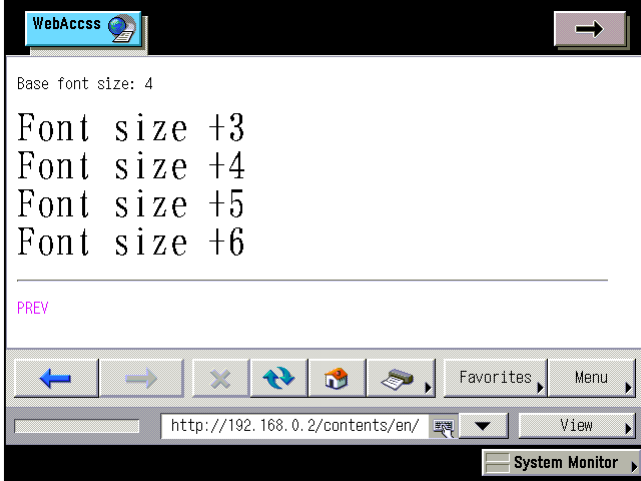 WebAccss
Base font size: 4
Font size +3
Font size +4
Font size +5
Font size +6
PREV
Favorites
Menu
http://192.168.0.2/contents/en/
View
System Monitor